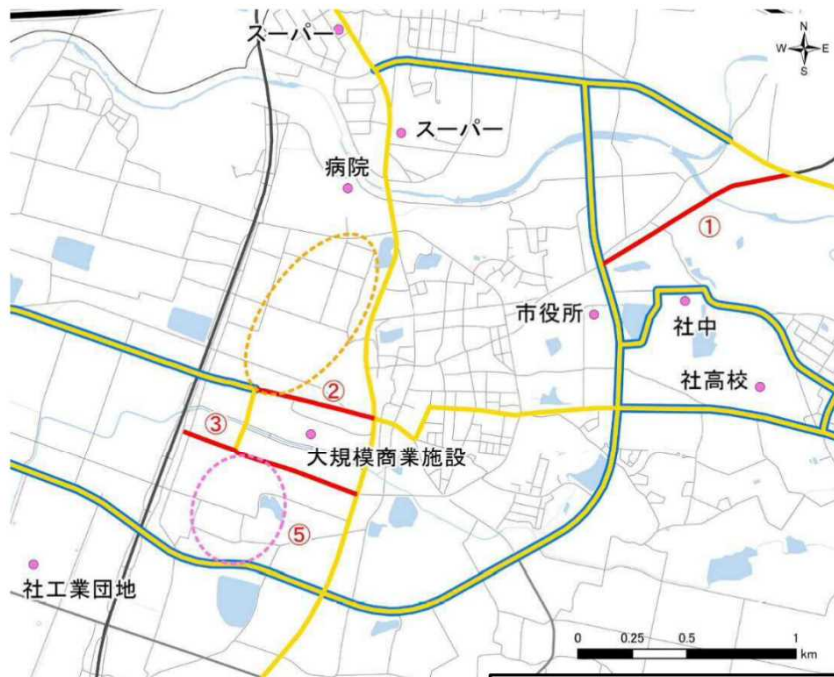 スーパー
N
W E
S
スーパー
病院
①
市役所
社中
社高校
②
③
大規模商業施設
⑤
社工業団地
0 0.25 0.5 1
km